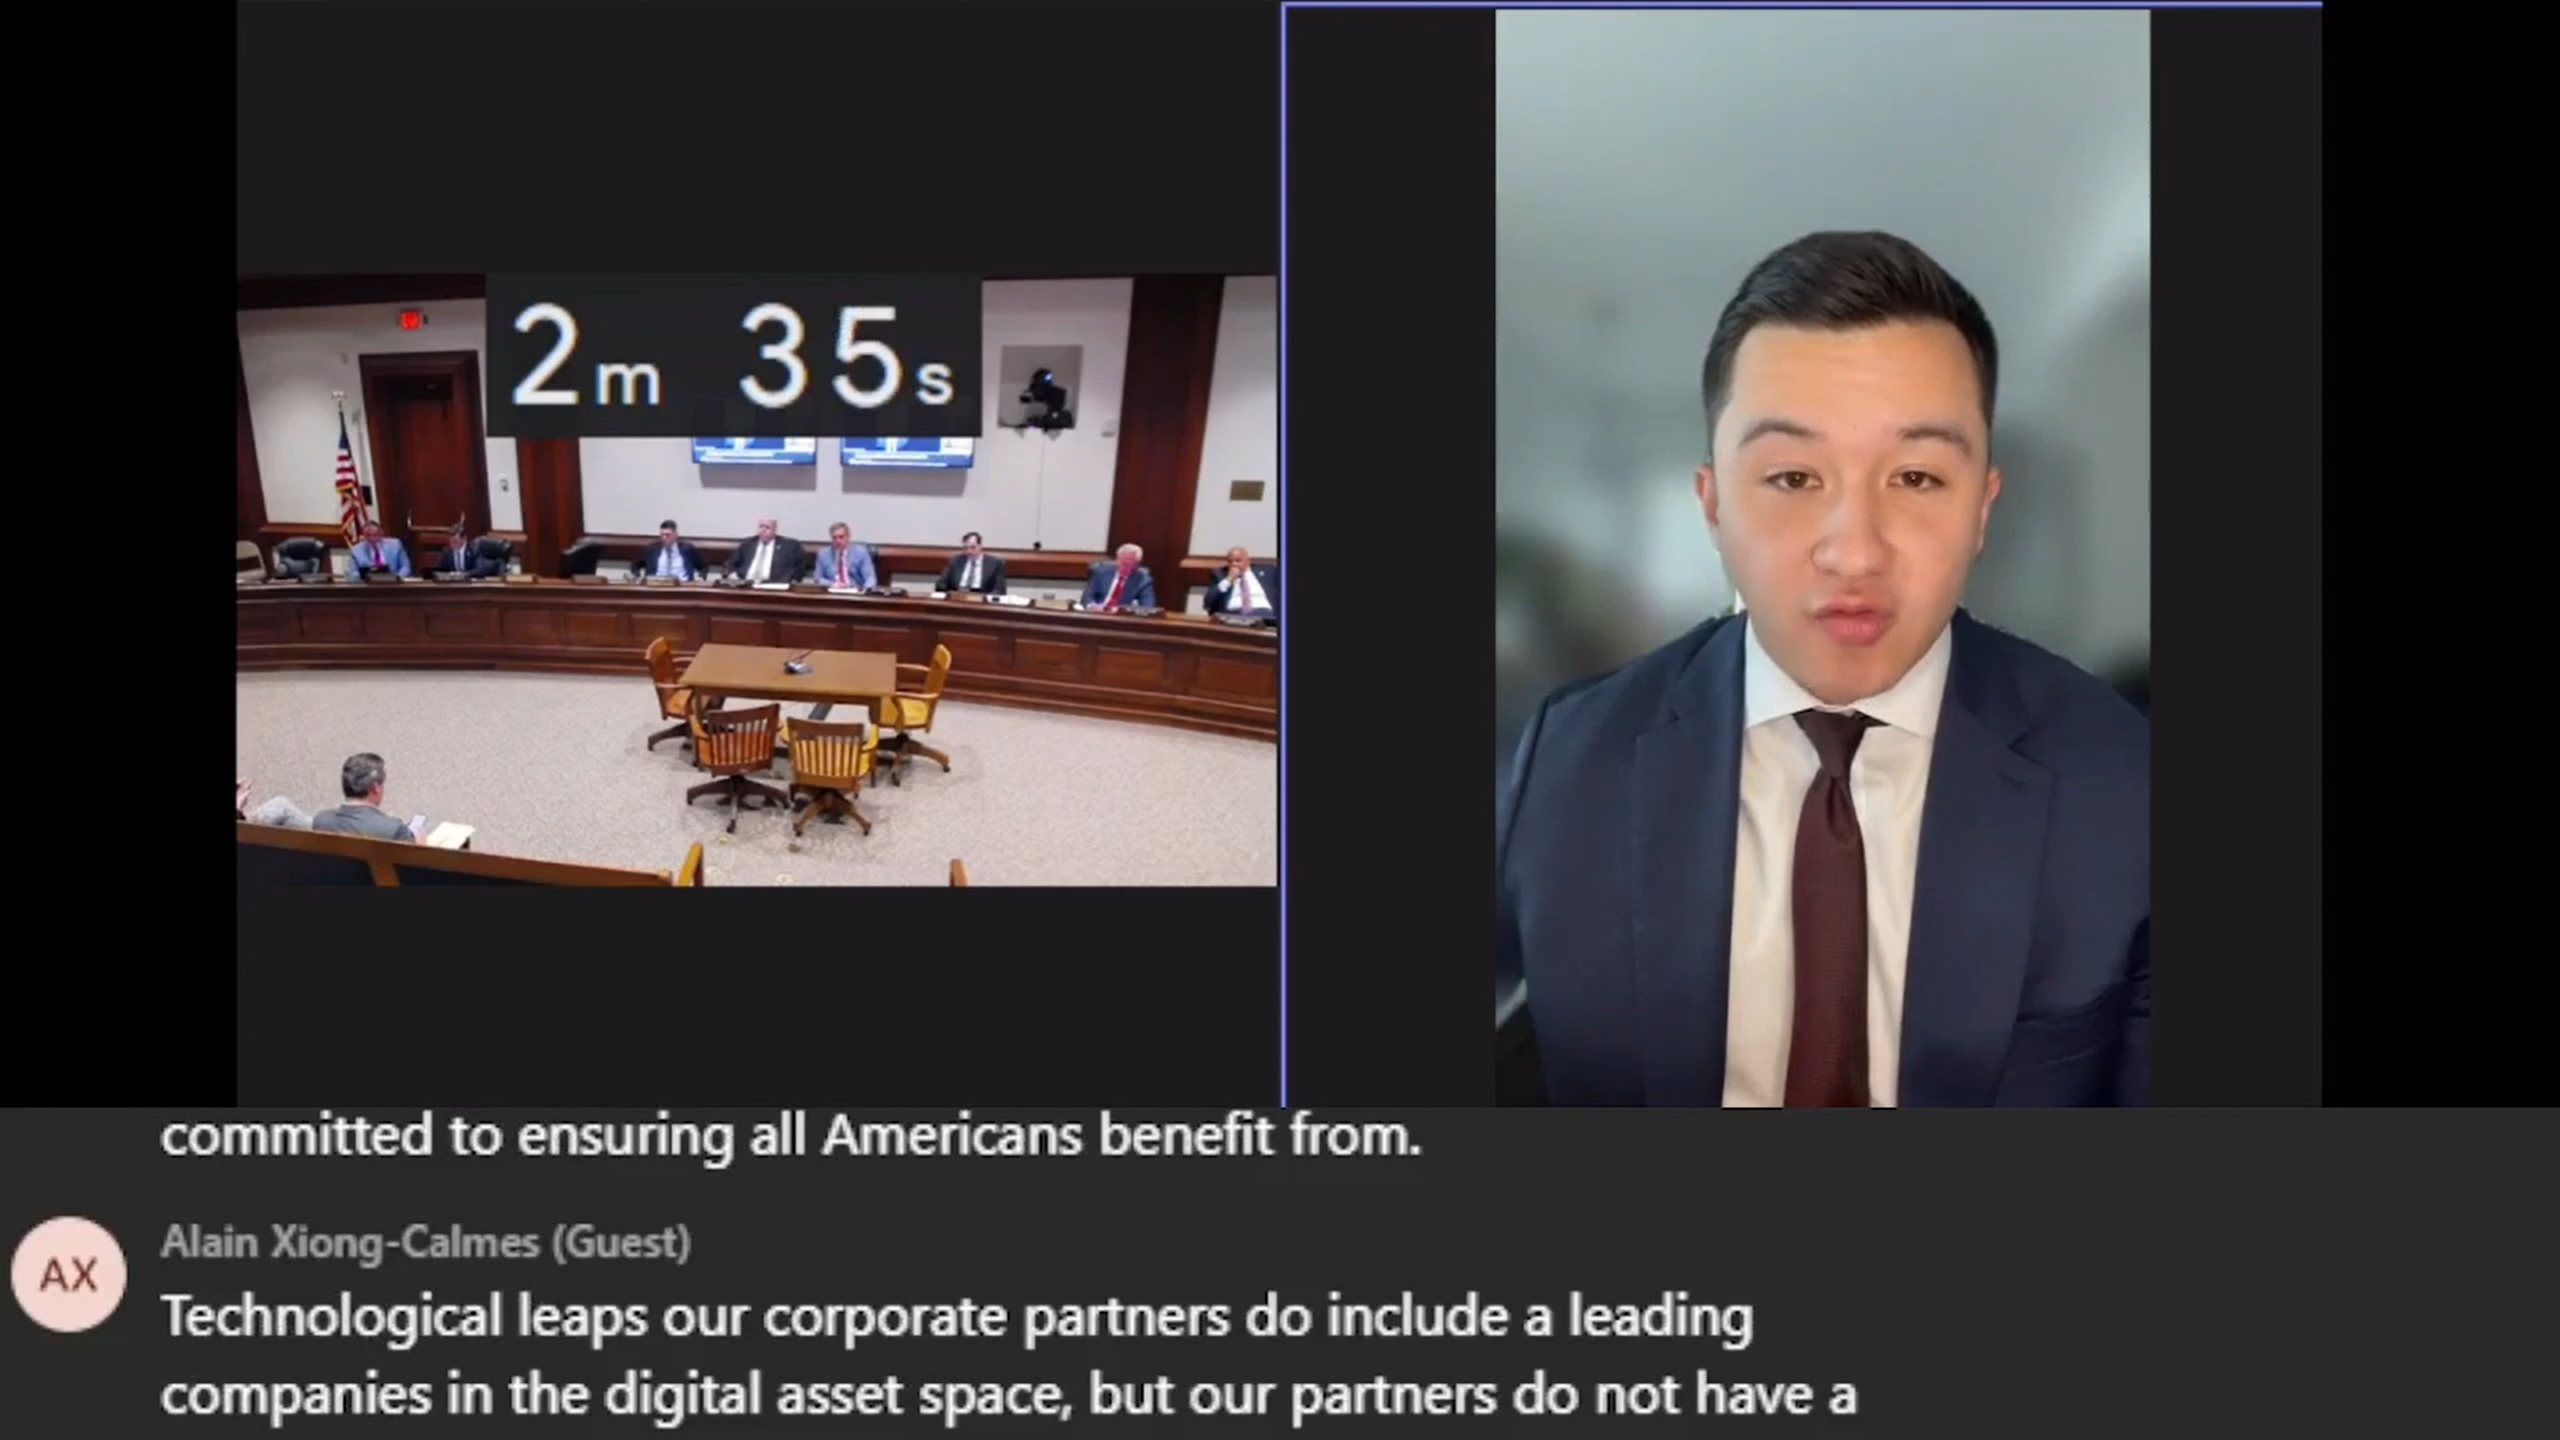 2m 35s
committed to ensuring all Americans benefit from.
AX
Alain Xiong-Calmes (Guest)
Technological leaps our corporate partners do include a leading
companies in the digital asset space, but our partners do not have a